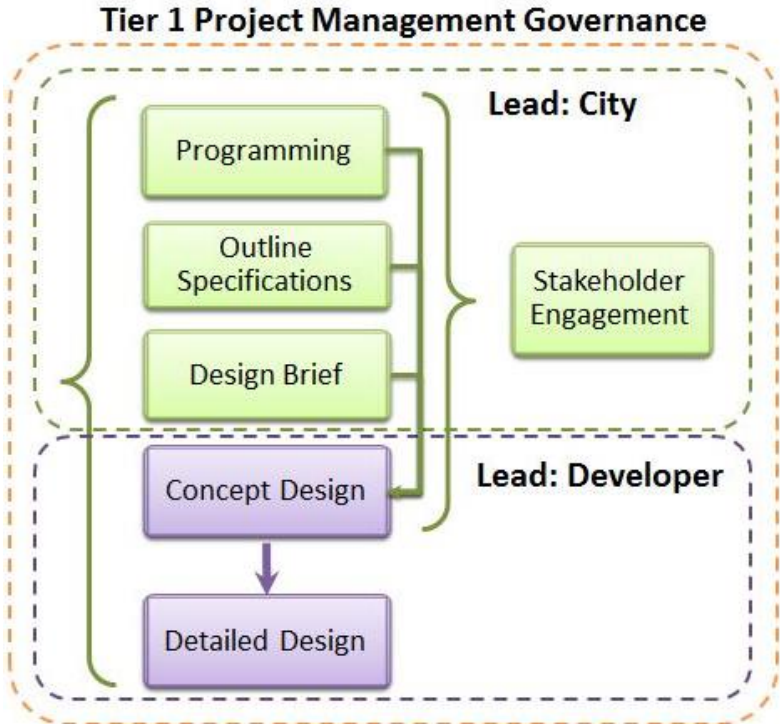 Tier 1 Project Management Governance
Lead: City
Programming
Outline
Specifications
Stakeholder
Engagement
Design Brief
Lead: Developer
Concept Design
Detailed Design